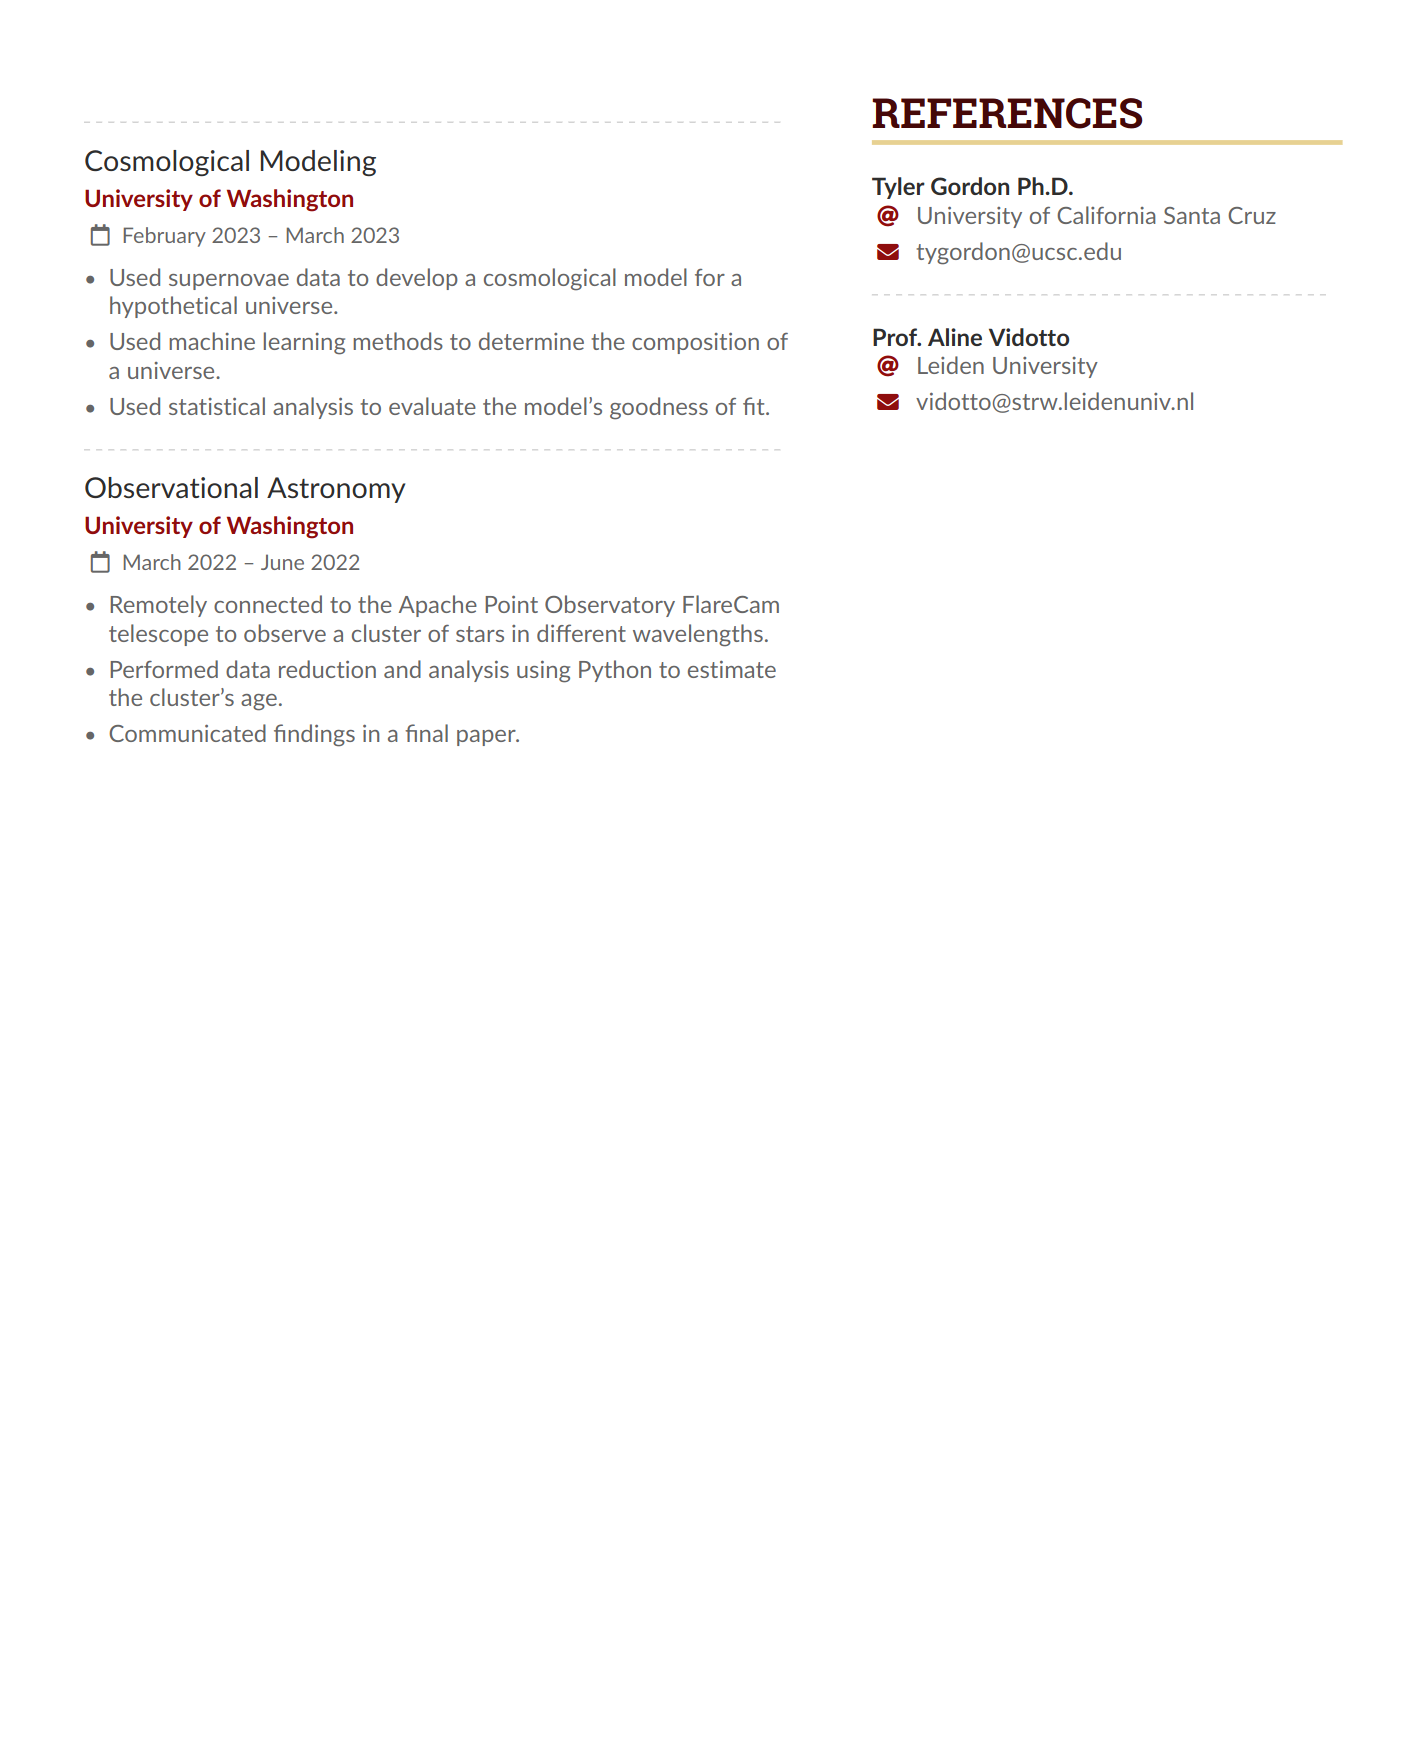 Cosmological Modeling
University of Washington
February 2023 – March 2023
• Used supernovae data to develop a cosmological model for a
hypothetical universe.
• Used machine learning methods to determine the composition of
a universe.
• Used statistical analysis to evaluate the model’s goodness of fit.
Observational Astronomy
University of Washington
March 2022 – June 2022
• Remotely connected to the Apache Point Observatory FlareCam
telescope to observe a cluster of stars in different wavelengths.
• Performed data reduction and analysis using Python to estimate
the cluster’s age.
• Communicated findings in a final paper.
REFERENCES
Tyler Gordon Ph.D.
@ University of California Santa Cruz
tygordon@ucsc.edu
Prof. Aline Vidotto
@ Leiden University
vidotto@strw.leidenuniv.nl